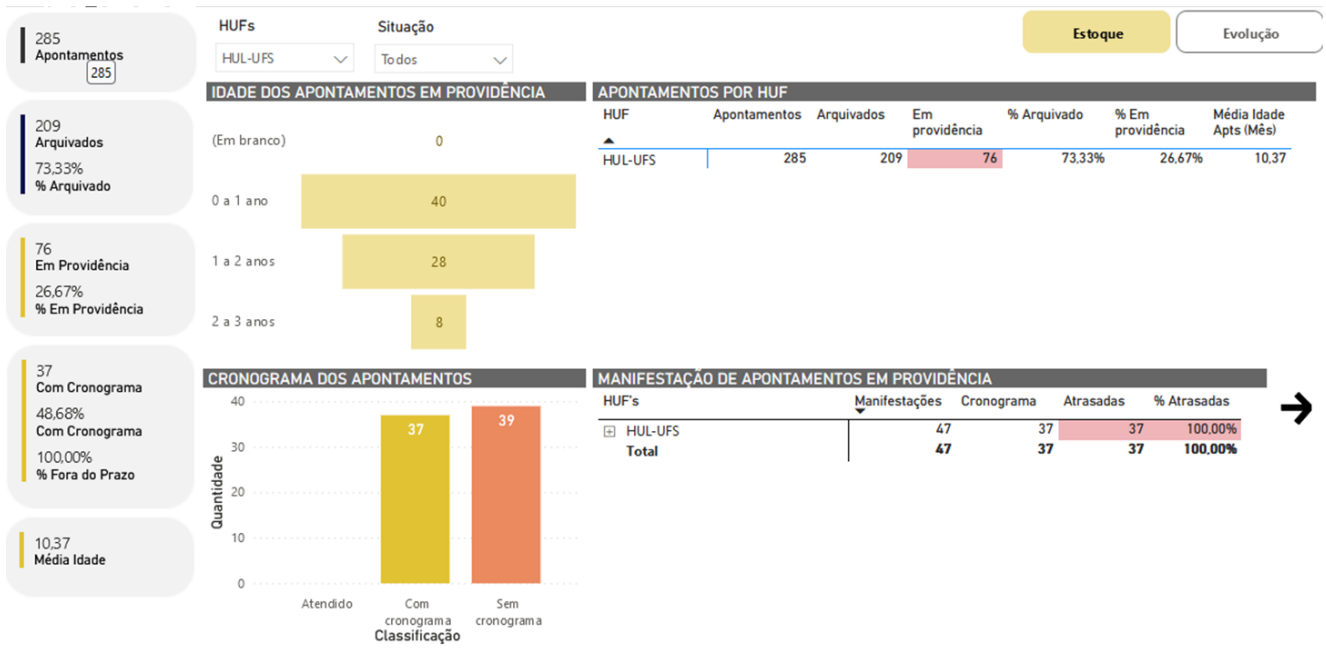 285
Apontamentos
285
209
Arquivados
73,33%
% Arquivado
76
Em Providência
26,67%
% Em Providência
37
Com Cronograma
48,68%
Com Cronograma
100,00%
% Fora do Prazo
10,37
Média Idade
HUFs
HUL-UFS
Situação
Todos
Estoque
Evolução
IDADE DOS APONTAMENTOS EM PROVIDÊNCIA
(Em branco) 0
0 a 1 ano 40
1 a 2 anos 28
2 a 3 anos 8
APONTAMENTOS POR HUF
HUF Apontamentos Arquivados Em providência % Arquivado % Em providência Média Idade Apts (Mês)
HUL-UFS 285 209 76 73,33% 26,67% 10,37
CRONOGRAMA DOS APONTAMENTOS
Quantidade
40
30
20
10
0
37
39
Atendido
Com cronograma
Sem cronograma
Classificação
MANIFESTAÇÃO DE APONTAMENTOS EM PROVIDÊNCIA
HUF's Manifestações Cronograma Atrasadas % Atrasadas
HUL-UFS 47 37 37 100,00%
Total 47 37 37 100,00%